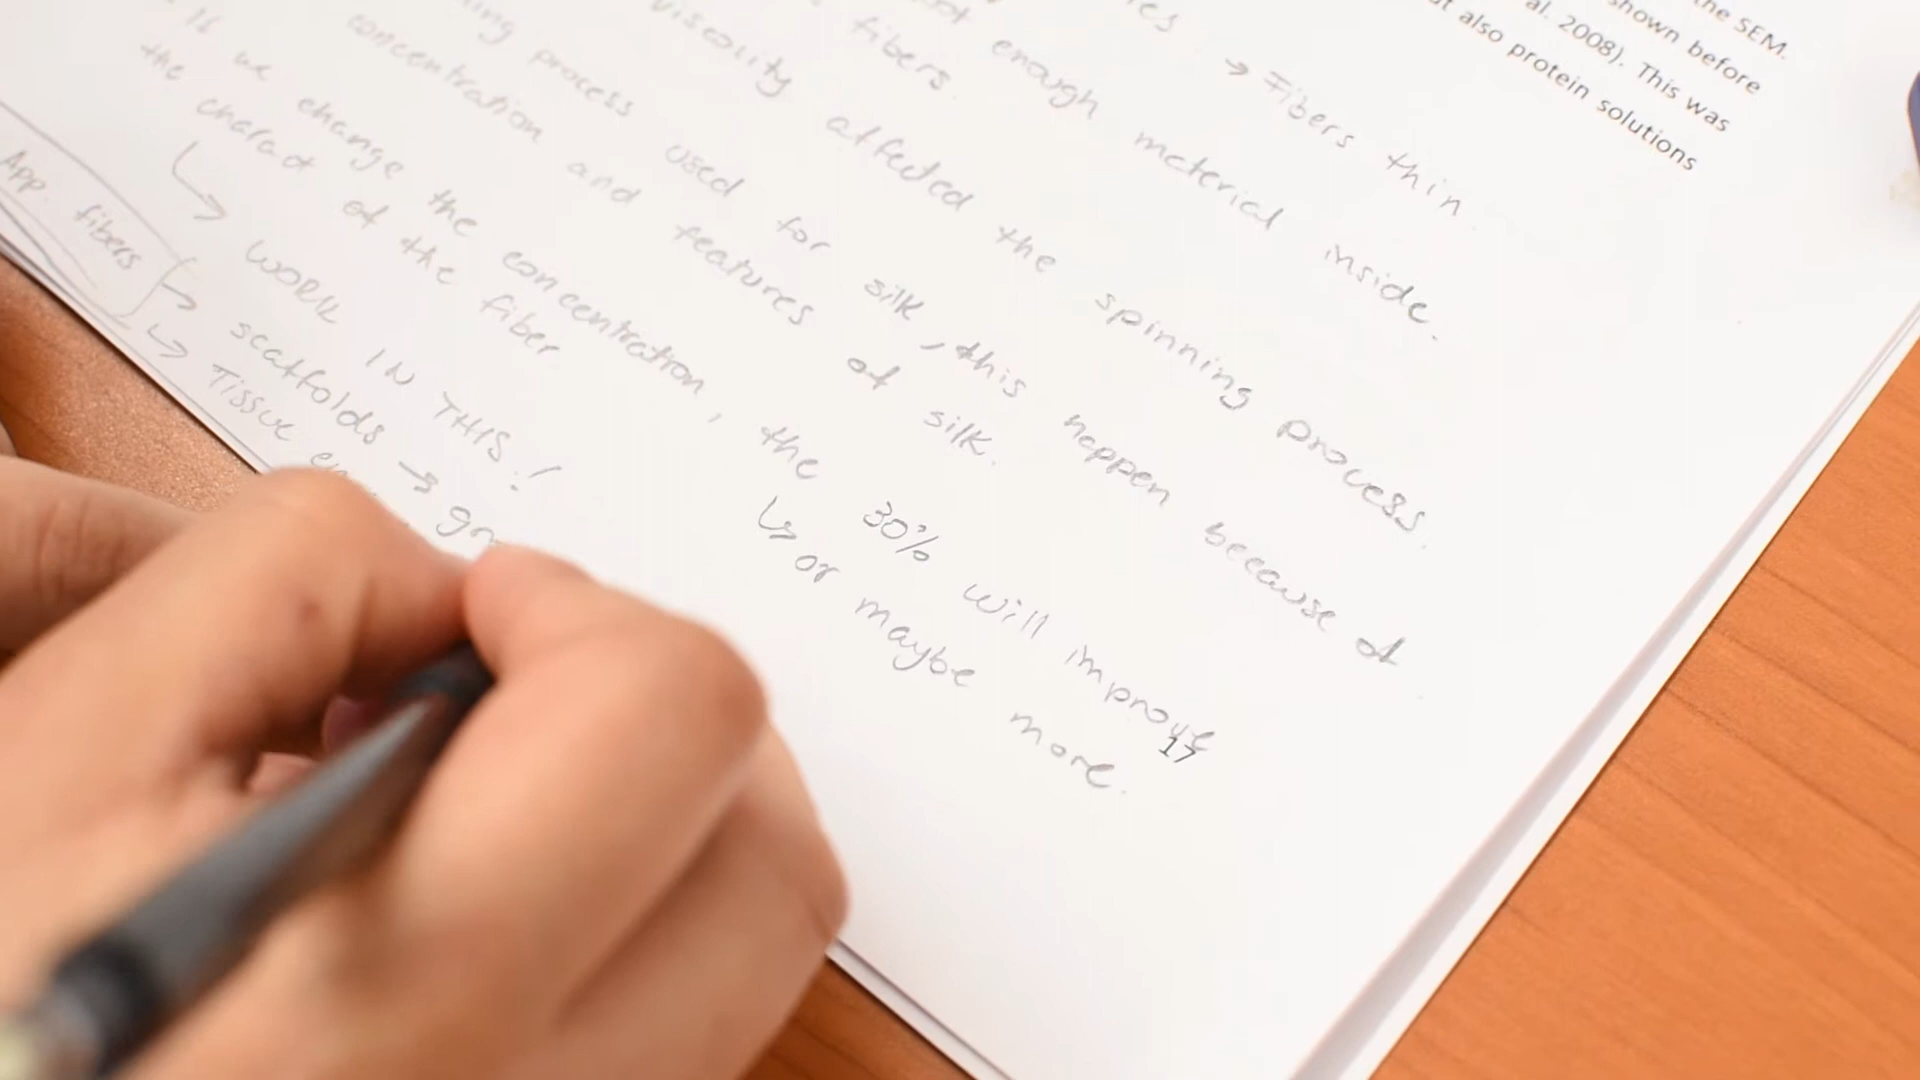 the SEM.
shown before
al. 2008). This was
also protein solutions
→ Fibers thin.
enough material inside.
fibers.
viscosity affected the spinning process.
process used for silk, this happen because of
concentration and features of silk.
If we change the concentration, the 30% will improve
the charact of the fiber
↳ or maybe more.
↳ WORK IN THIS!
App. fibers
↳ scaffolds →
↳ Tissue
17